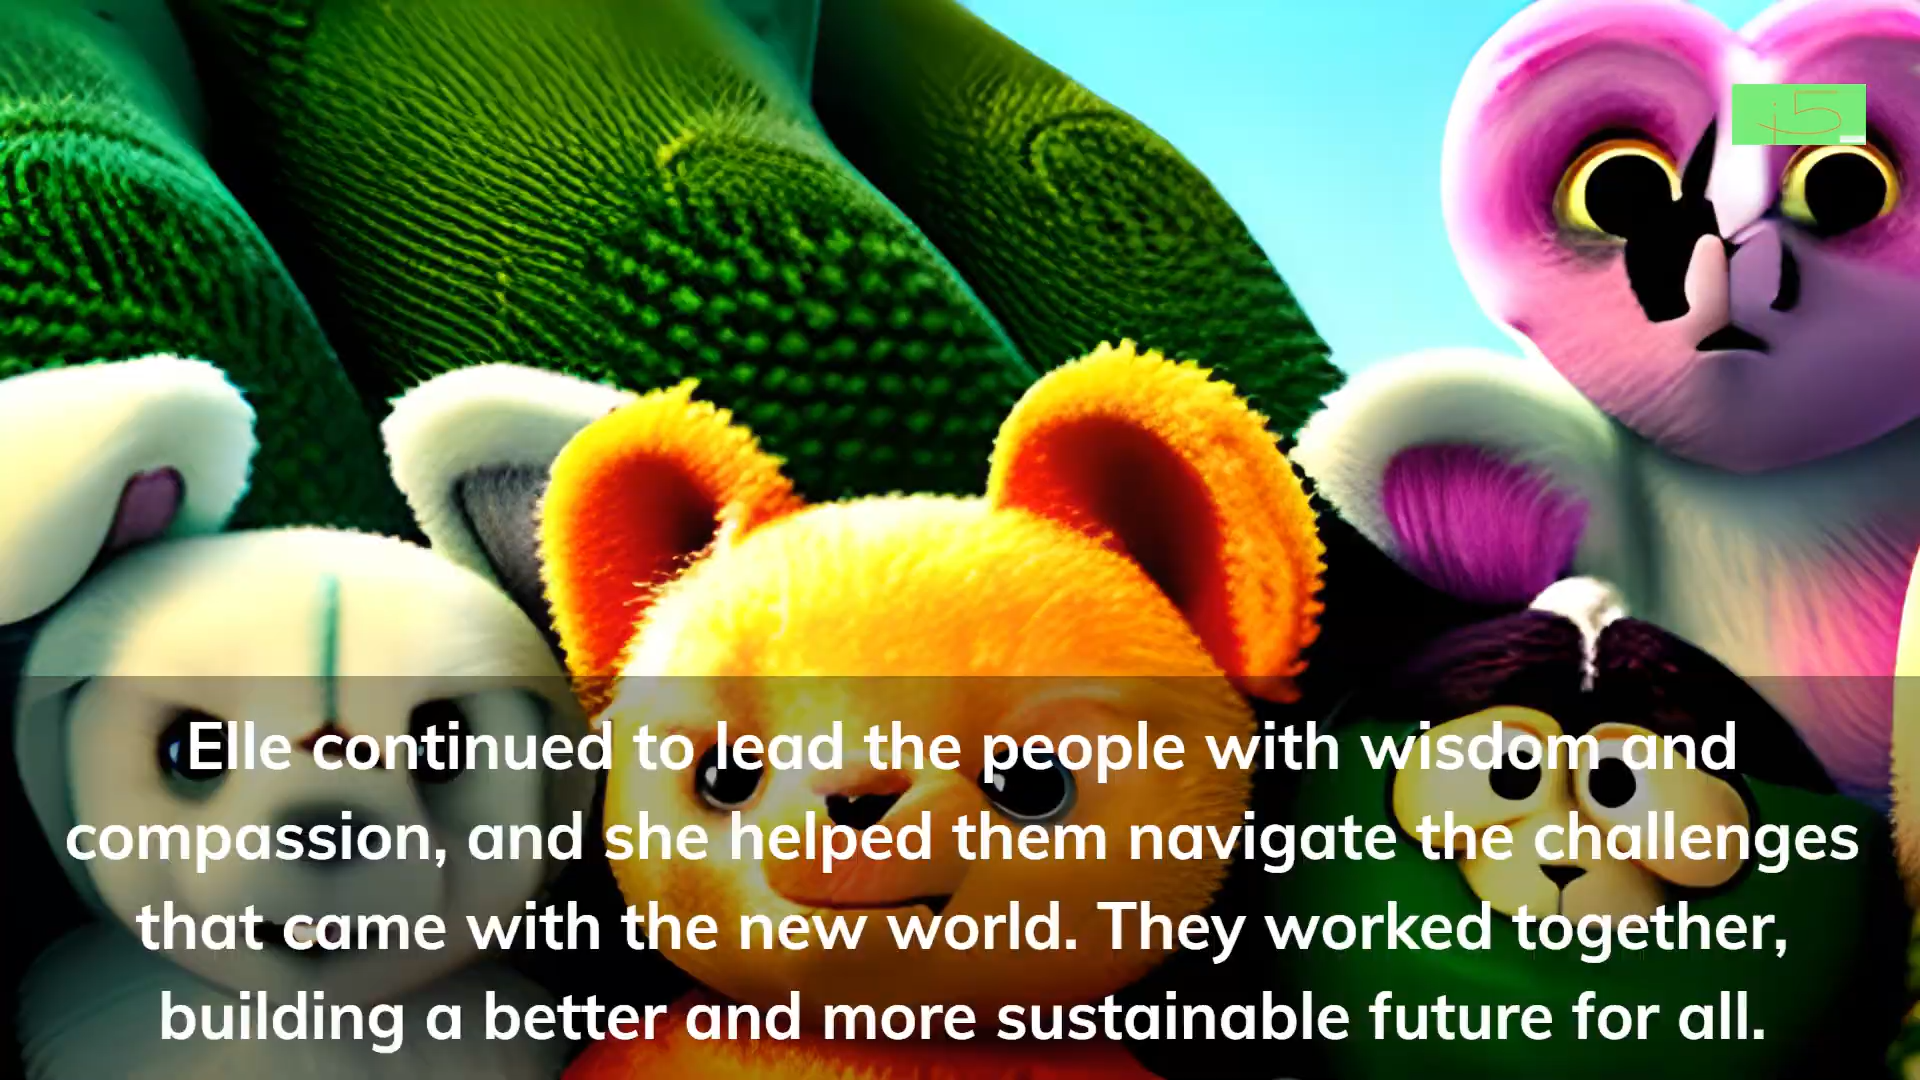 i5
Elle continued to lead the people with wisdom and
compassion, and she helped them navigate the challenges
that came with the new world. They worked together,
building a better and more sustainable future for all.